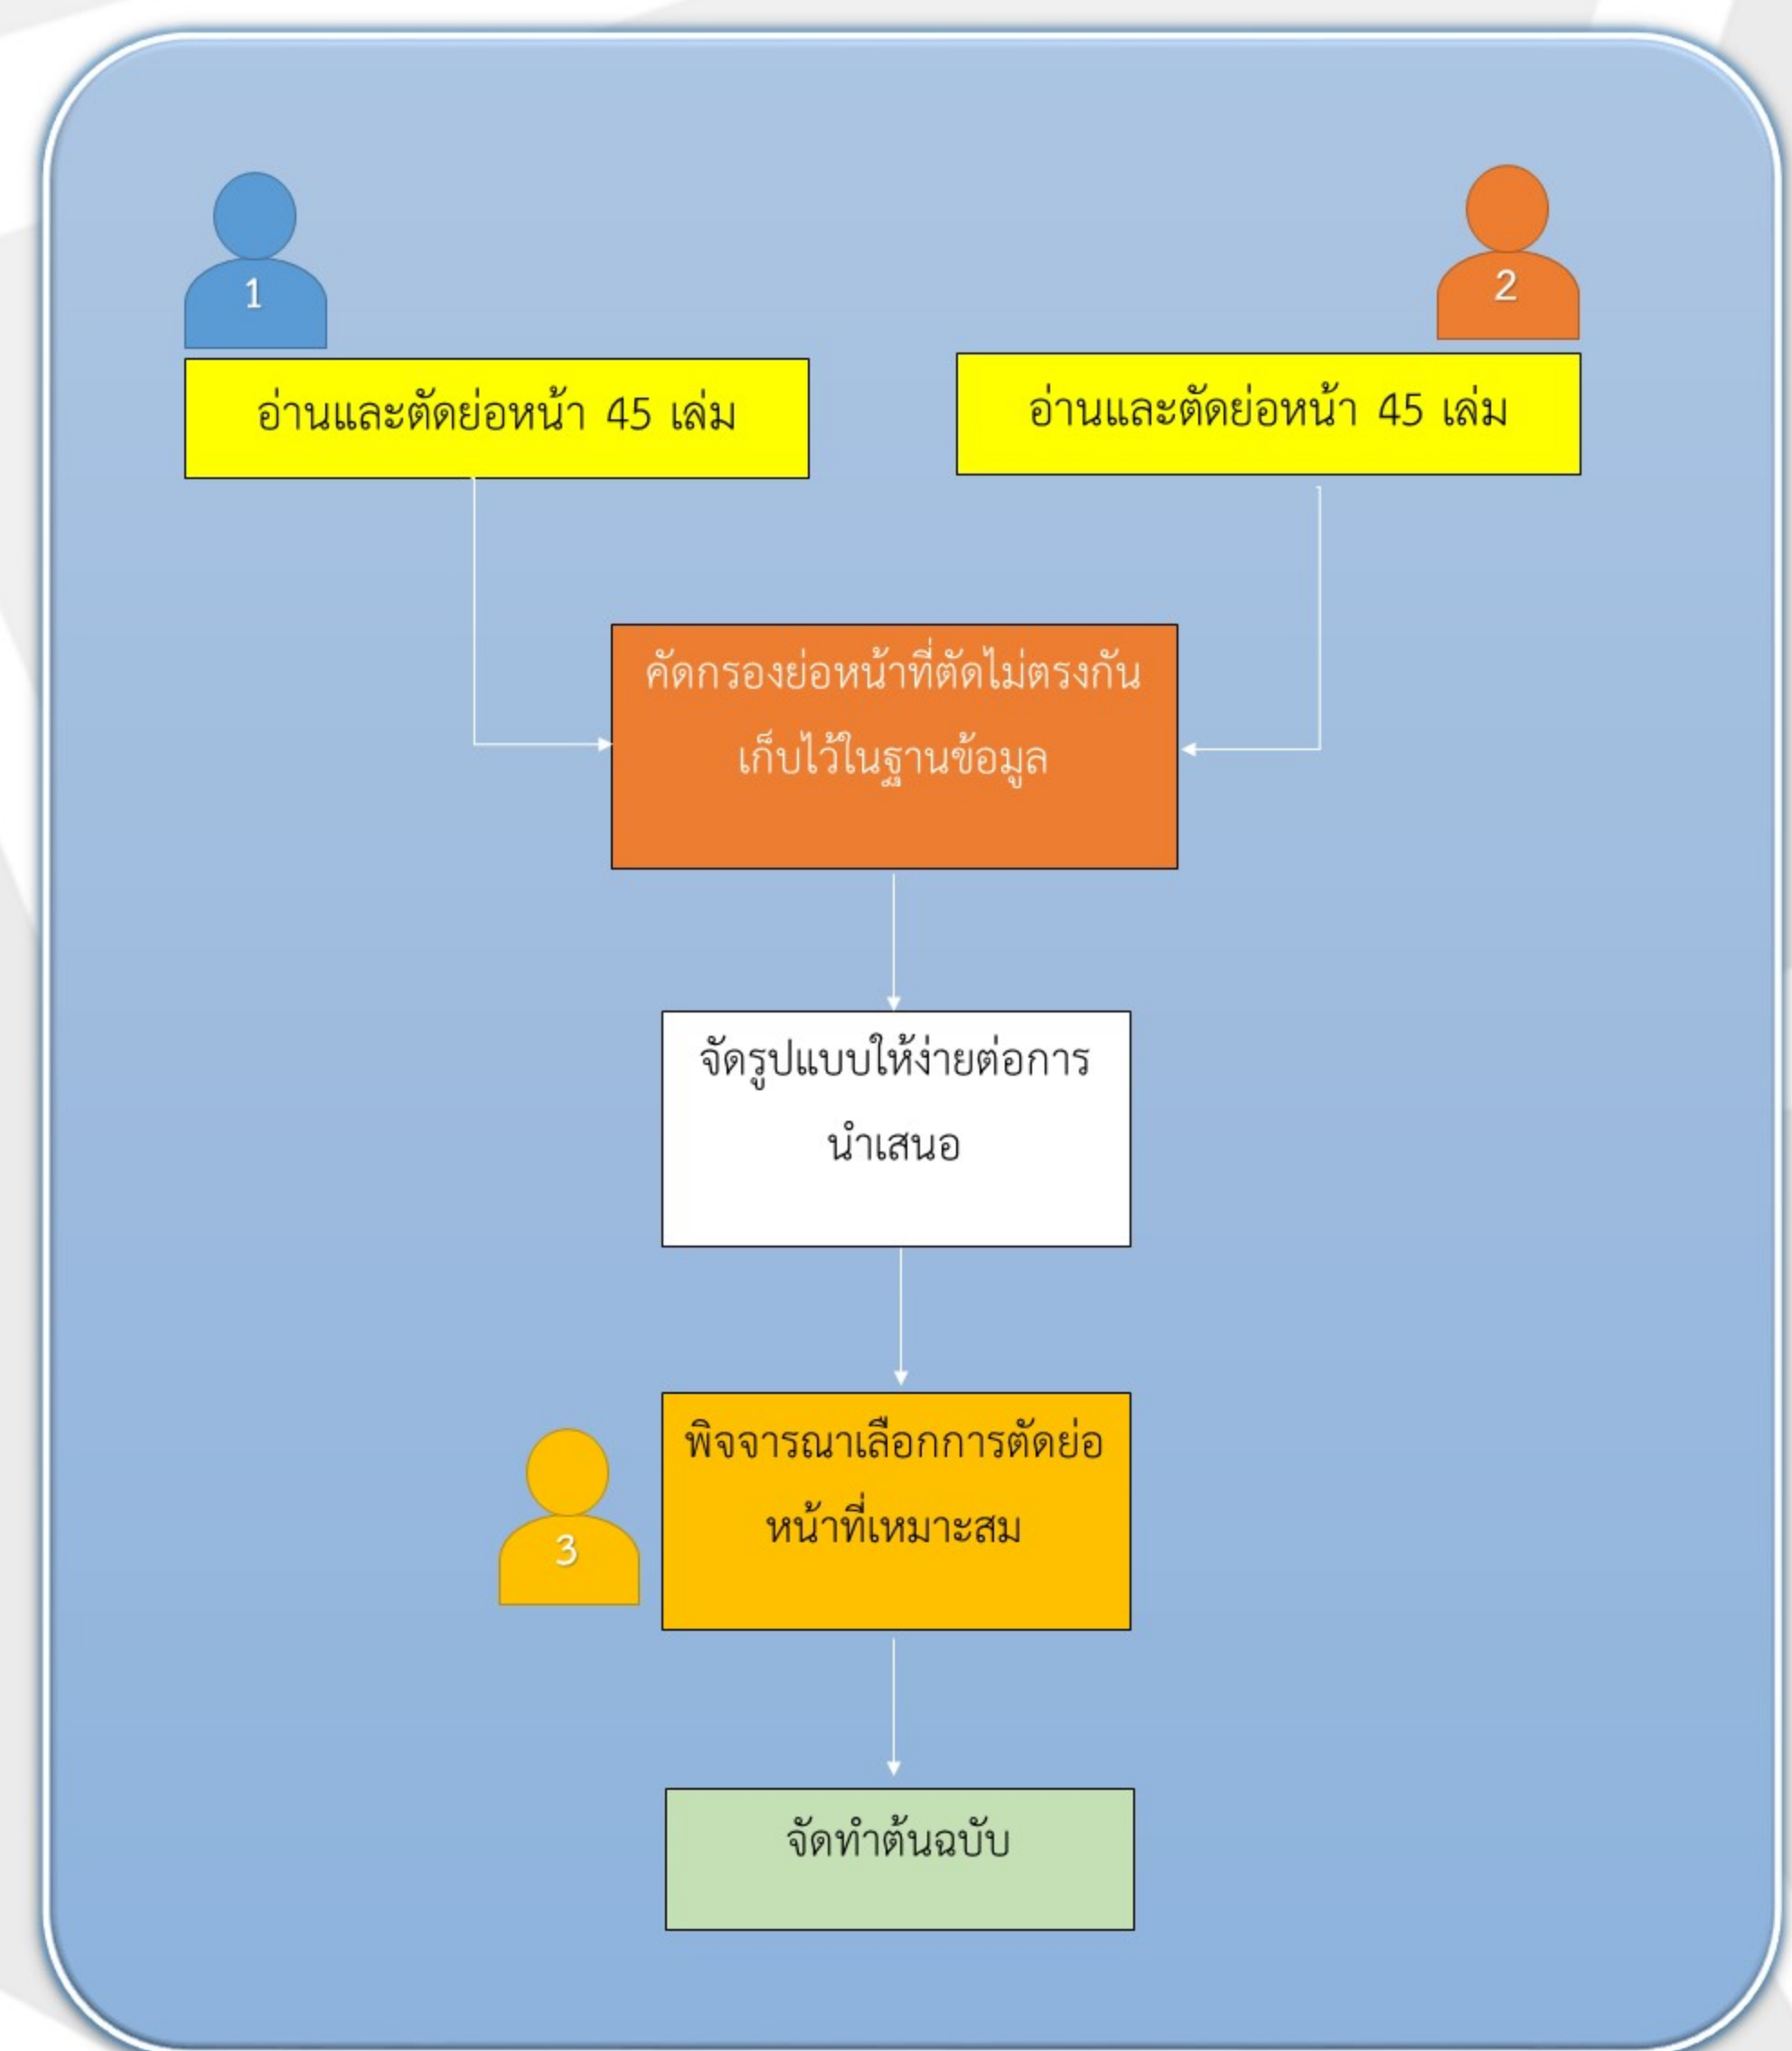 1
2
อ่านและตัดย่อหน้า 45 เล่ม
อ่านและตัดย่อหน้า 45 เล่ม
คัดกรองย่อหน้าที่ตัดไม่ตรงกัน
เก็บไว้ในฐานข้อมูล
จัดรูปแบบให้ง่ายต่อการ
นำเสนอ
3
พิจจารณาเลือกการตัดย่อ
หน้าที่เหมาะสม
จัดทำต้นฉบับ